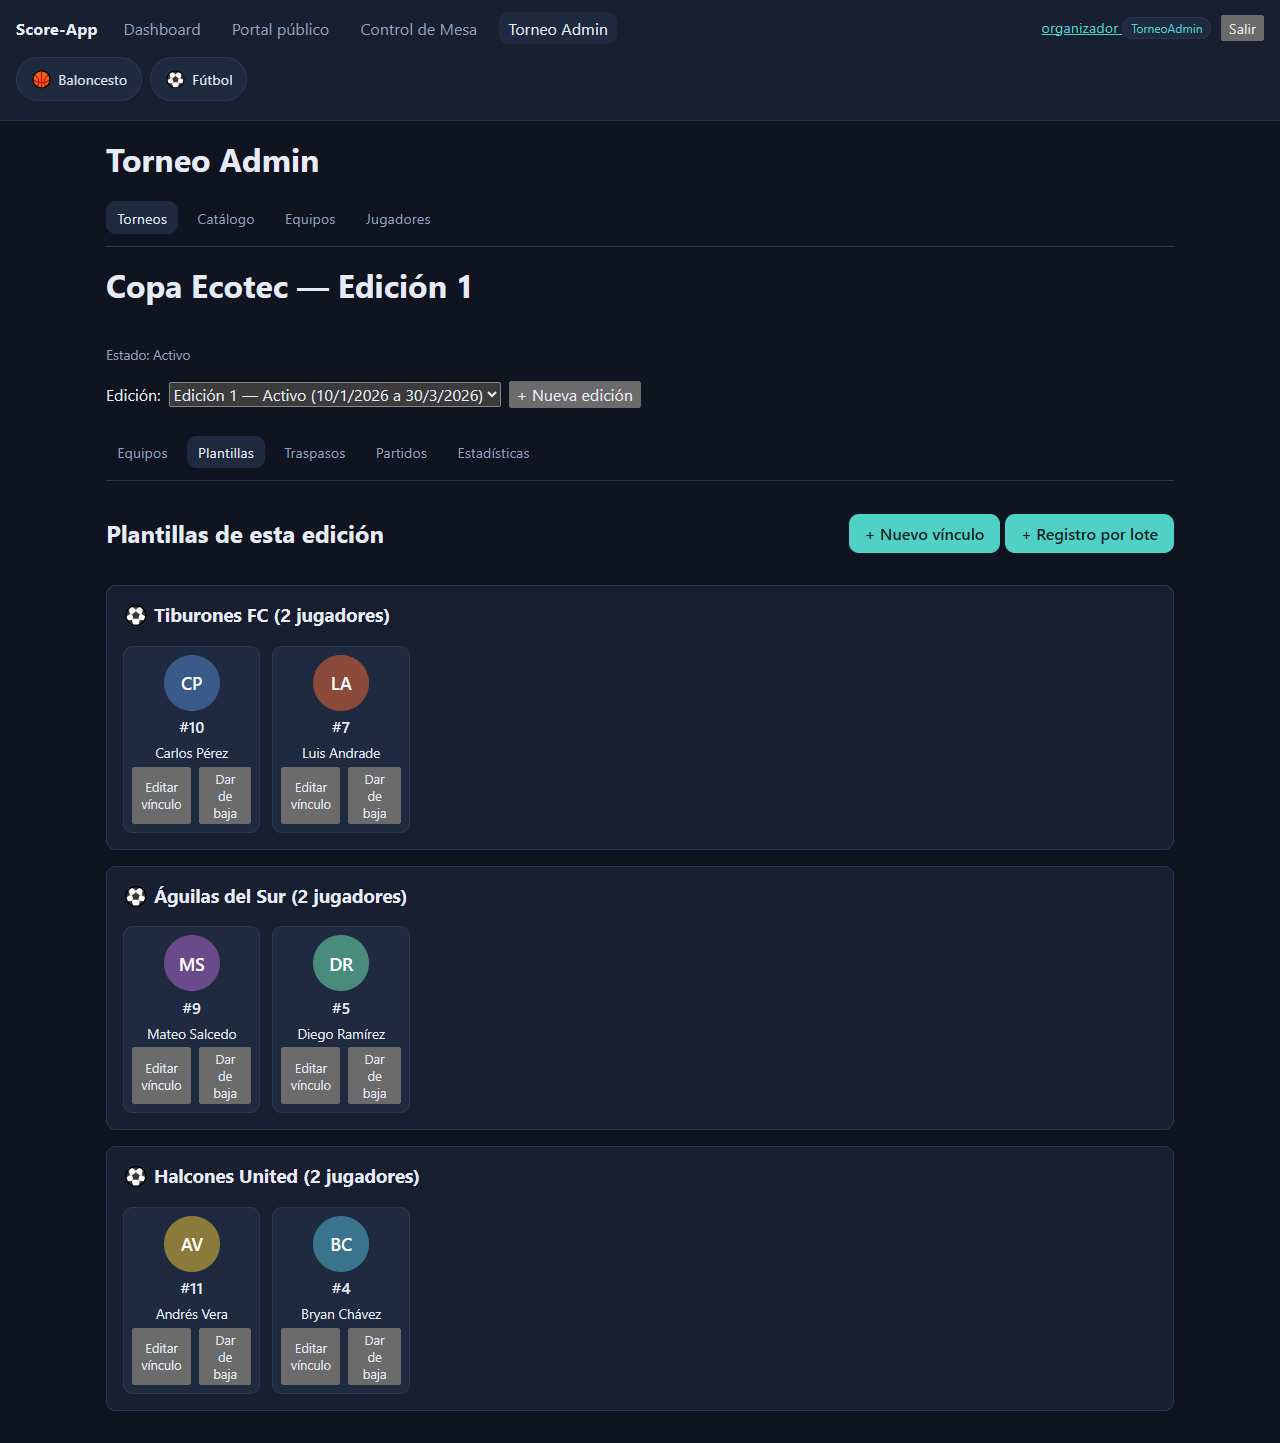 Score-App Dashboard Portal público Control de Mesa Torneo Admin organizador TorneoAdmin Salir
Baloncesto Fútbol
Torneo Admin
Torneos Catálogo Equipos Jugadores
Copa Ecotec — Edición 1
Estado: Activo
Edición: Edición 1 — Activo (10/1/2026 a 30/3/2026) + Nueva edición
Equipos Plantillas Traspasos Partidos Estadísticas
Plantillas de esta edición + Nuevo vínculo + Registro por lote
Tiburones FC (2 jugadores)
CP LA
#10 #7
Carlos Pérez Luis Andrade
Editar vínculo Dar de baja Editar vínculo Dar de baja
Águilas del Sur (2 jugadores)
MS DR
#9 #5
Mateo Salcedo Diego Ramírez
Editar vínculo Dar de baja Editar vínculo Dar de baja
Halcones United (2 jugadores)
AV BC
#11 #4
Andrés Vera Bryan Chávez
Editar vínculo Dar de baja Editar vínculo Dar de baja